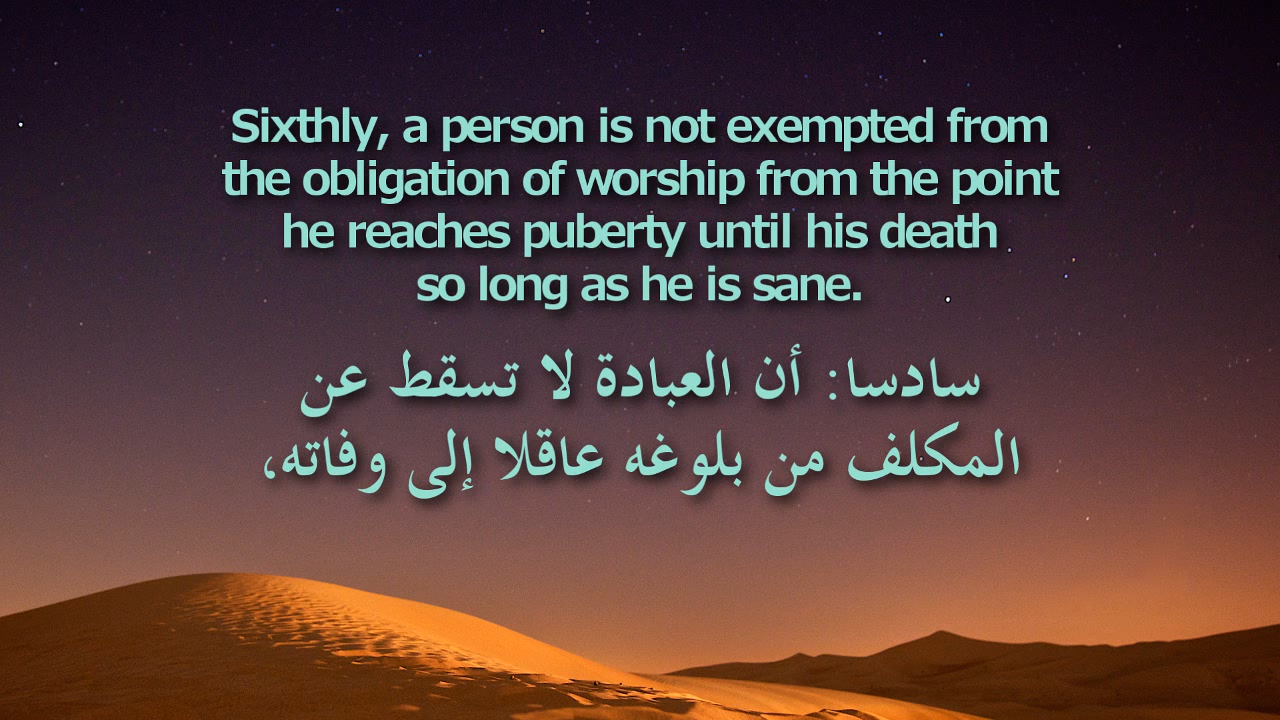 Sixthly, a person is not exempted from
the obligation of worship from the point
he reaches puberty until his death
so long as he is sane.
سادسا: أن العبادة لا تسقط عن
المكلف من بلوغه عاقلا إلى وفاته،